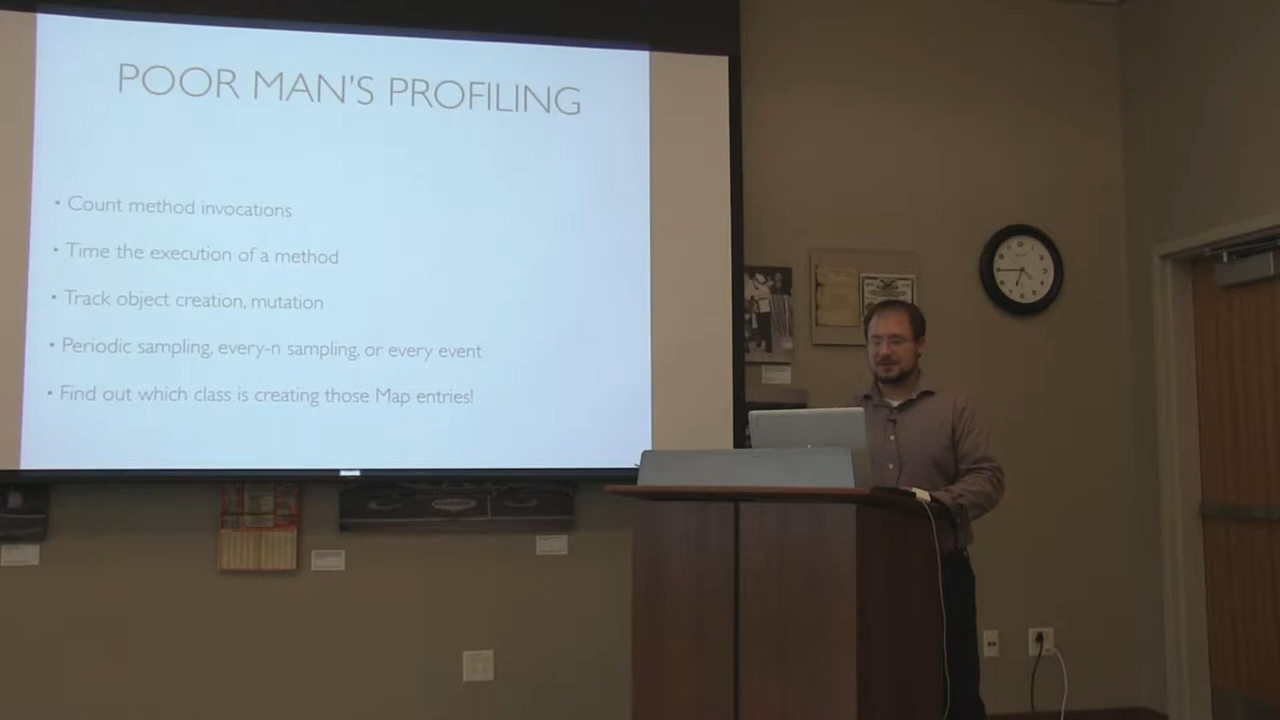 POOR MAN'S PROFILING
• Count method invocations
• Time the execution of a method
• Track object creation, mutation
• Periodic sampling, every-n sampling, or every event
• Find out which class is creating those Map entries!